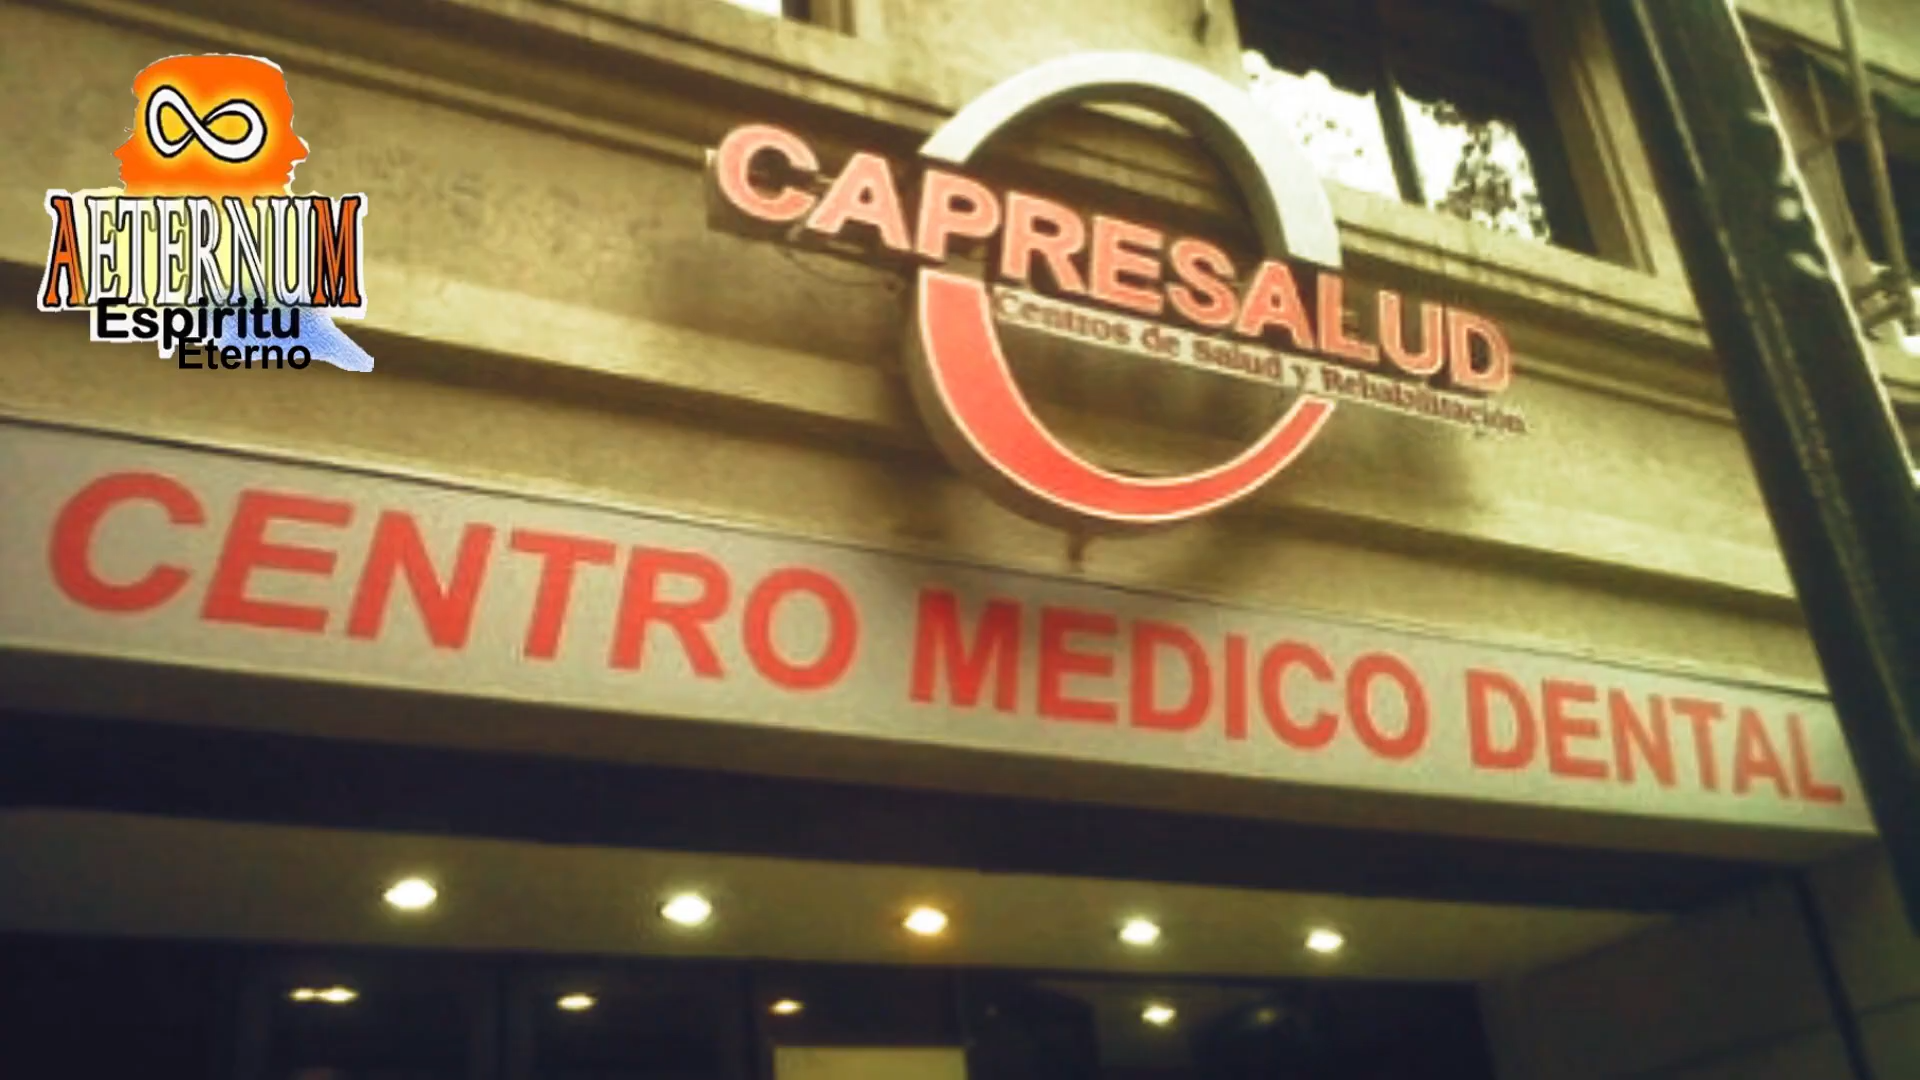 AETERNUM
Espiritu
Eterno
CAPRESALUD
Centros de Salud y Rehabilitación
CENTRO MEDICO DENTAL